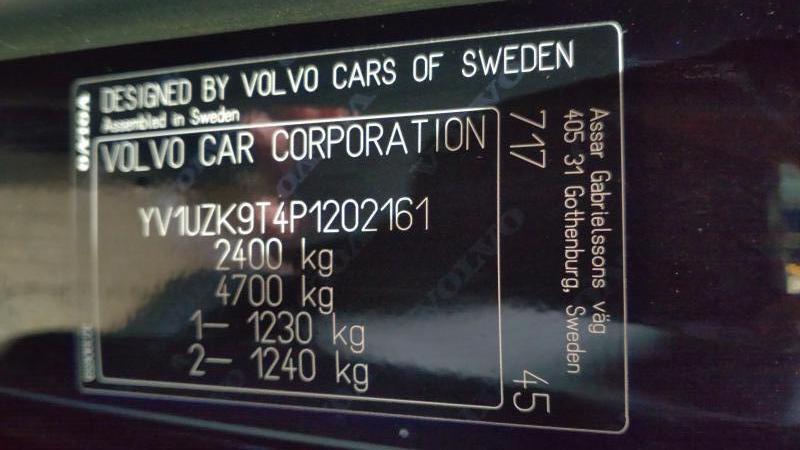 DESIGNED BY VOLVO CARS OF SWEDEN
Assembled in Sweden
VOLVO
VOLVO CAR CORPORATION
YV1UZK9T4P1202161
2400 kg
4700 kg
1– 1230 kg
2– 1240 kg
717
45
Assar Gabrielssons väg
405 31 Gothenburg, Sweden